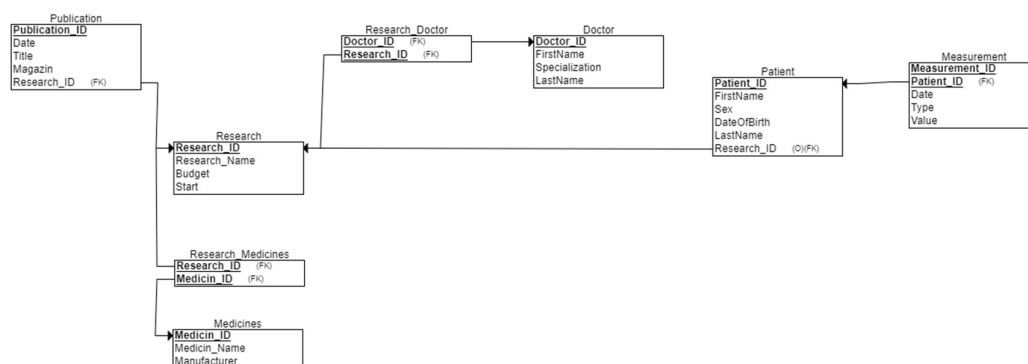 Publication
Publication_ID
Date
Title
Magazin
Research_ID (FK)
Research_Doctor
Doctor_ID (FK)
Research_ID (FK)
Doctor
Doctor_ID
FirstName
Specialization
LastName
Patient
Patient_ID
FirstName
Sex
DateOfBirth
LastName
Research_ID (O)(FK)
Measurement
Measurement_ID
Patient_ID (FK)
Date
Type
Value
Research
Research_ID
Research_Name
Budget
Start
Research_Medicines
Research_ID (FK)
Medicin_ID (FK)
Medicines
Medicin_ID
Medicin_Name
Manufacturer